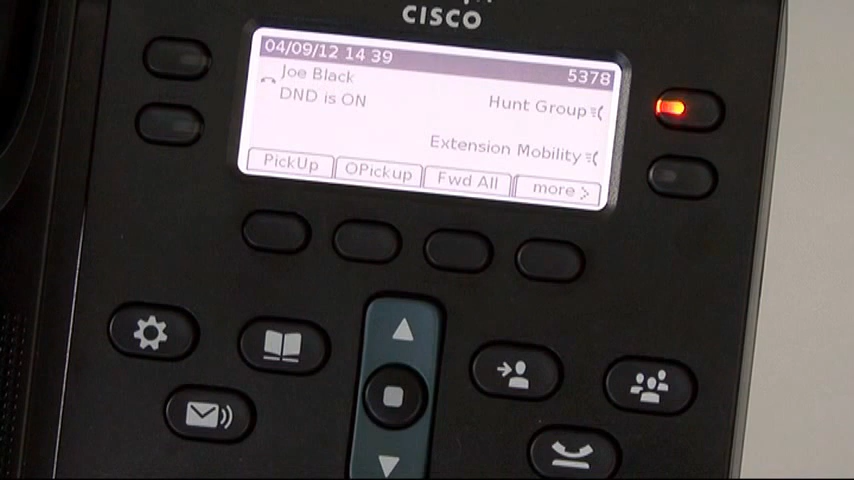 CISCO
04/09/12 14 39
5378
Joe Black
DND is ON
Hunt Group
Extension Mobility
PickUp
OPickup
Fwd All
more >